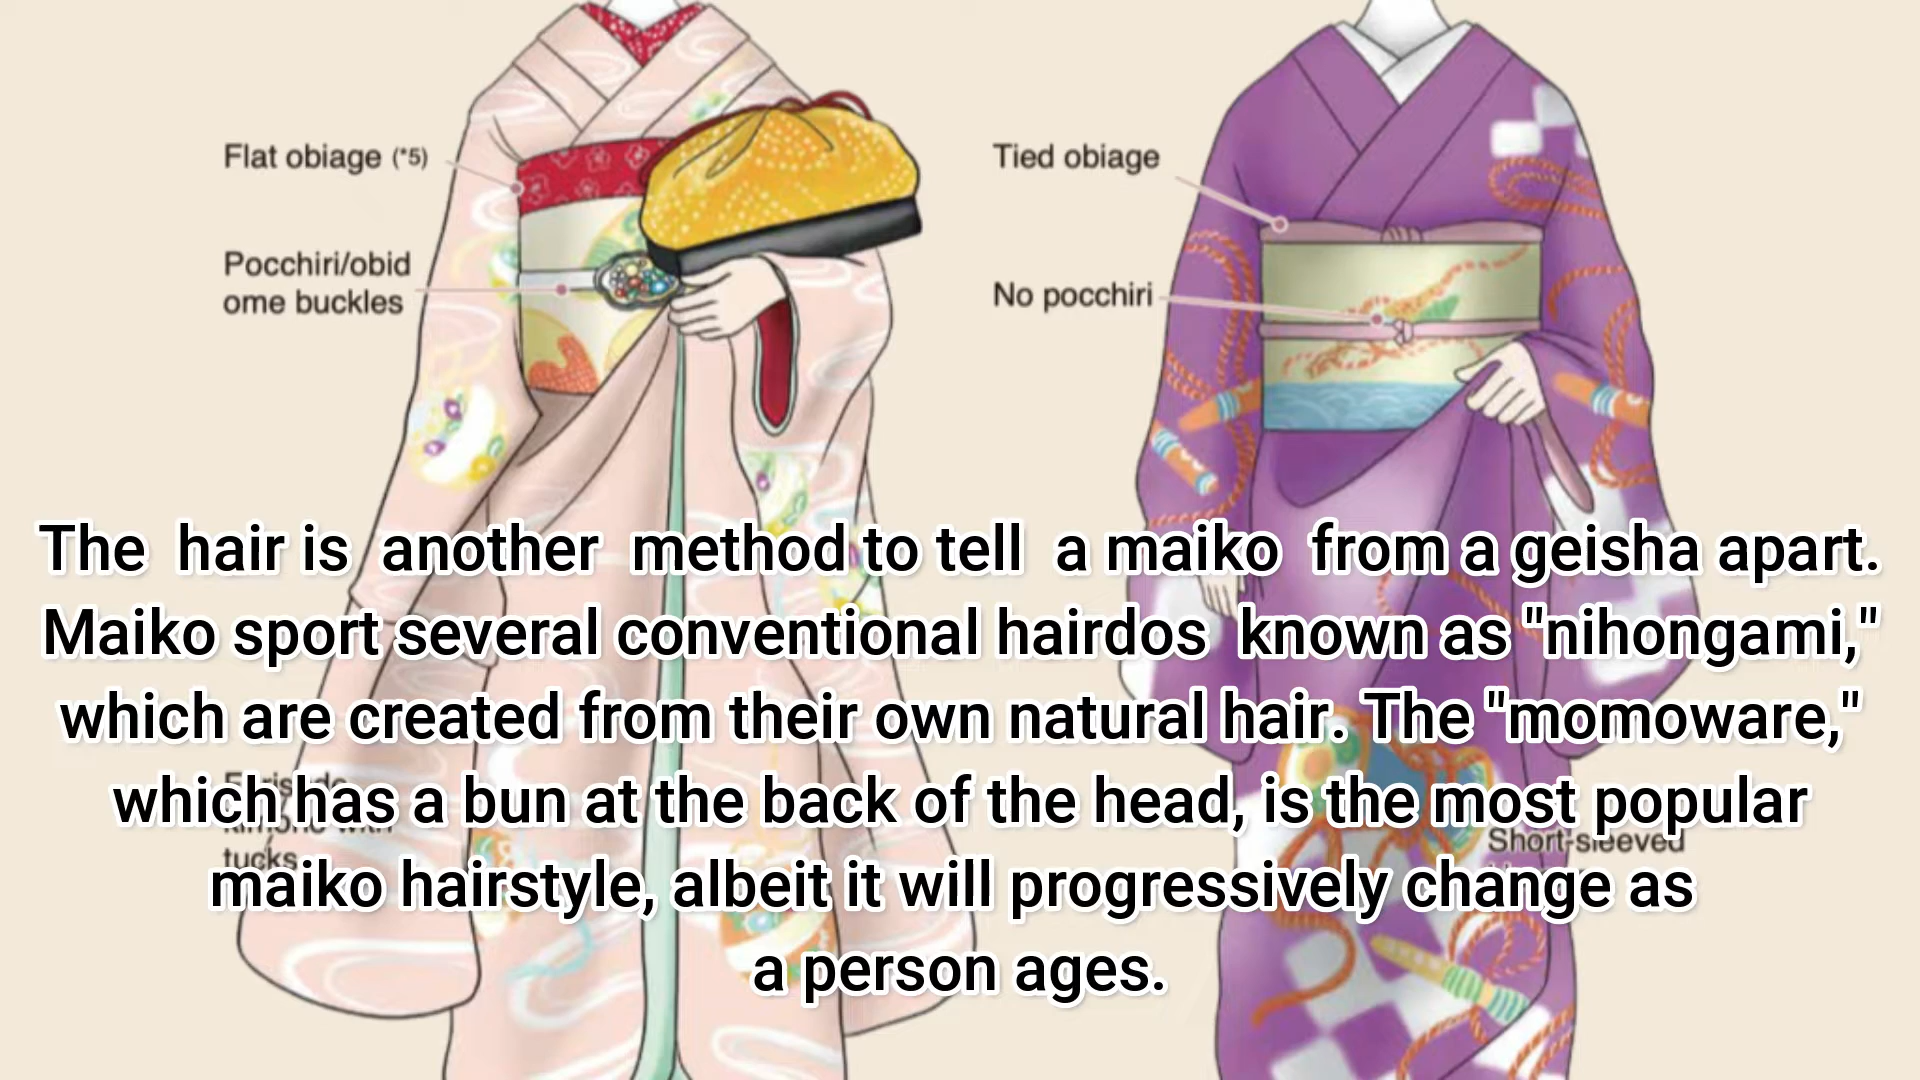 Flat obiage (*5)
Tied obiage
Pocchiri/obid
ome buckles
No pocchiri
The hair is another method to tell a maiko from a geisha apart.
Maiko sport several conventional hairdos known as "nihongami,"
which are created from their own natural hair. The "momoware,"
which has a bun at the back of the head, is the most popular
maiko hairstyle, albeit it will progressively change as
a person ages.
tucks
Short-sleeved